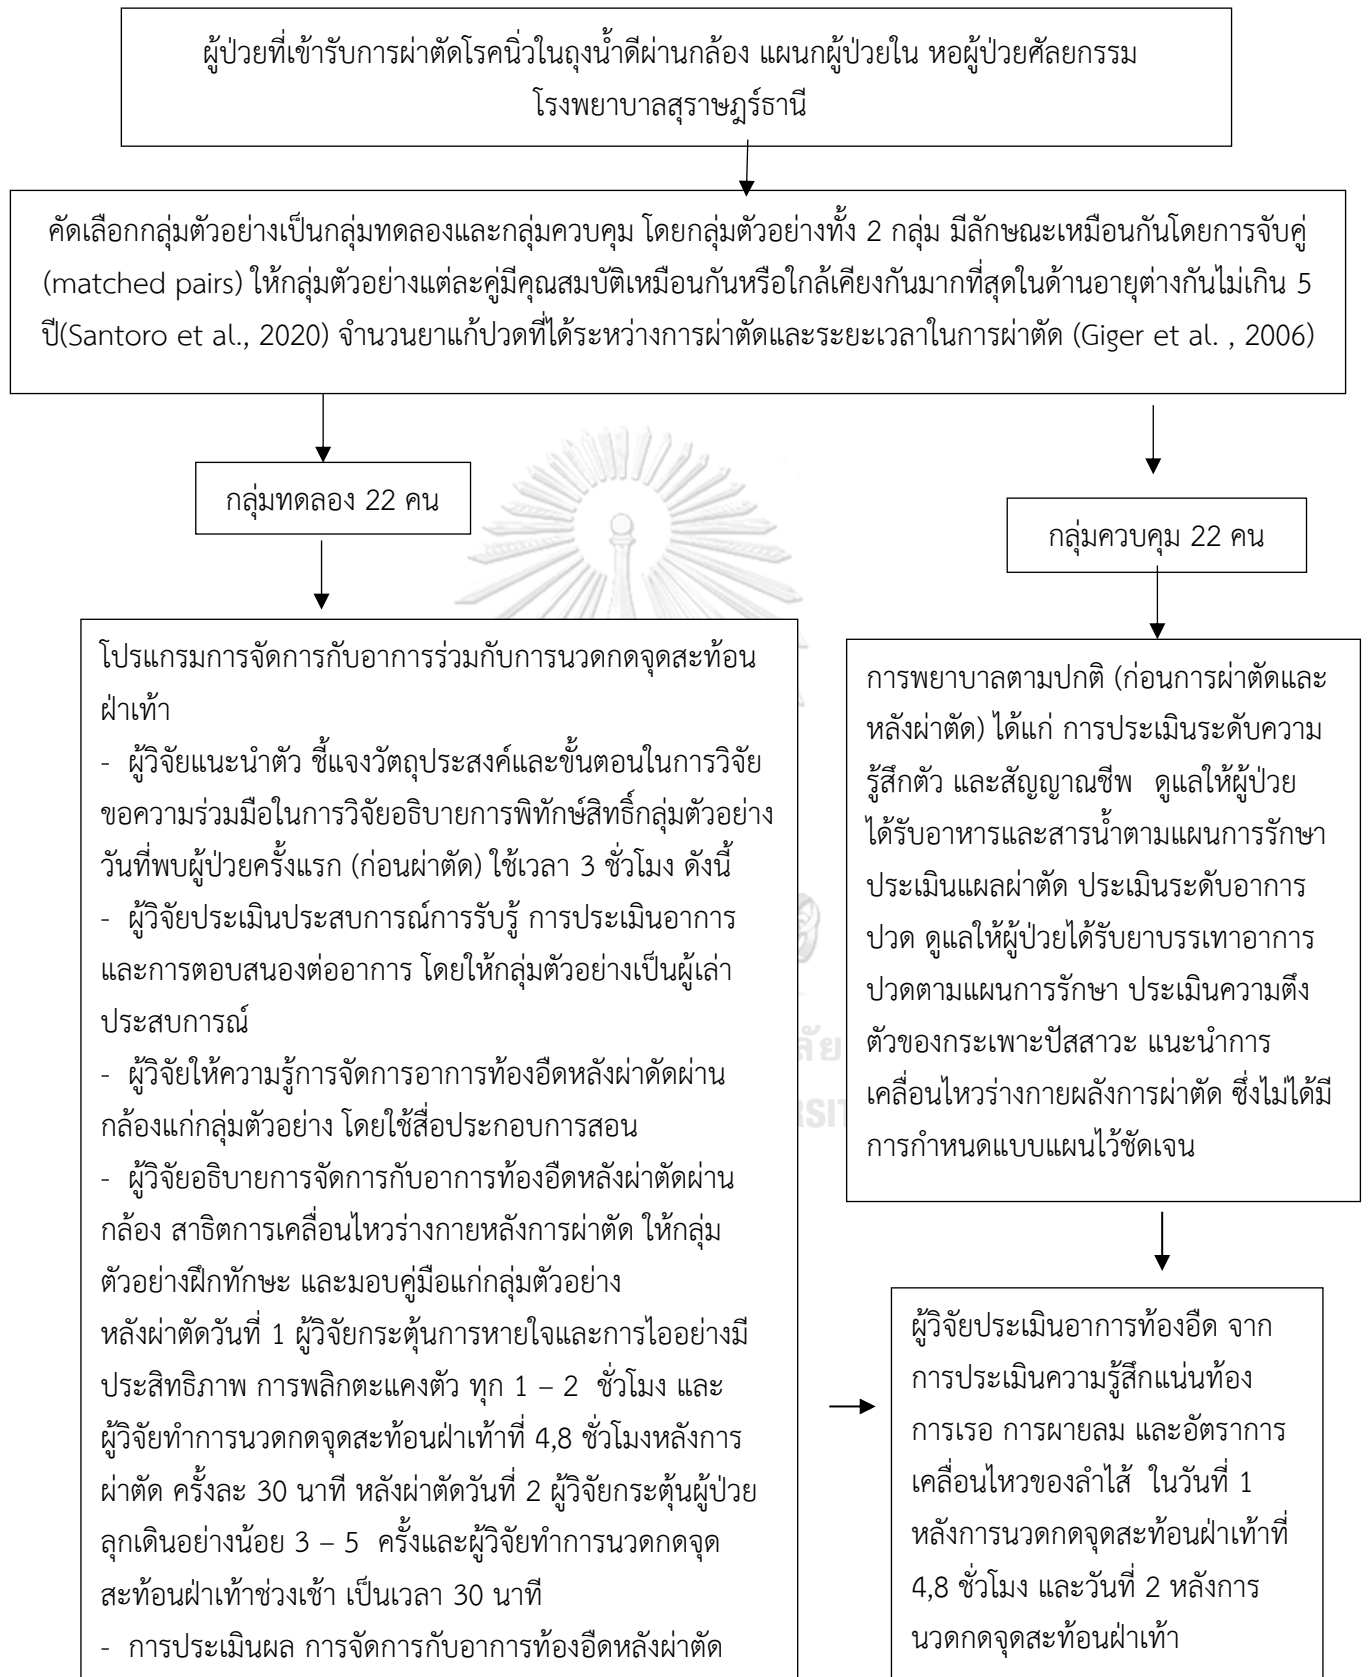 ผู้ป่วยที่เข้ารับการผ่าตัดโรคนิ่วในถุงน้ำดีผ่านกล้อง แผนกผู้ป่วยใน หอผู้ป่วยศัลยกรรม
โรงพยาบาลสุราษฎร์ธานี
คัดเลือกกลุ่มตัวอย่างเป็นกลุ่มทดลองและกลุ่มควบคุม โดยกลุ่มตัวอย่างทั้ง 2 กลุ่ม มีลักษณะเหมือนกันโดยการจับคู่
(matched pairs) ให้กลุ่มตัวอย่างแต่ละคู่มีคุณสมบัติเหมือนกันหรือใกล้เคียงกันมากที่สุดในด้านอายุต่างกันไม่เกิน 5
ปี(Santoro et al., 2020) จำนวนยาแก้ปวดที่ได้ระหว่างการผ่าตัดและระยะเวลาในการผ่าตัด (Giger et al. , 2006)
กลุ่มทดลอง 22 คน
โปรแกรมการจัดการกับอาการร่วมกับการนวดกดจุดสะท้อน
ฝ่าเท้า
- ผู้วิจัยแนะนำตัว ชี้แจงวัตถุประสงค์และขั้นตอนในการวิจัย
ขอความร่วมมือในการวิจัยอธิบายการพิทักษ์สิทธิ์กลุ่มตัวอย่าง
วันที่พบผู้ป่วยครั้งแรก (ก่อนผ่าตัด) ใช้เวลา 3 ชั่วโมง ดังนี้
- ผู้วิจัยประเมินประสบการณ์การรับรู้ การประเมินอาการ
และการตอบสนองต่ออาการ โดยให้กลุ่มตัวอย่างเป็นผู้เล่า
ประสบการณ์
- ผู้วิจัยให้ความรู้การจัดการอาการท้องอืดหลังผ่าดัดผ่าน
กล้องแก่กลุ่มตัวอย่าง โดยใช้สื่อประกอบการสอน
- ผู้วิจัยอธิบายการจัดการกับอาการท้องอืดหลังผ่าตัดผ่าน
กล้อง สาธิตการเคลื่อนไหวร่างกายหลังการผ่าตัด ให้กลุ่ม
ตัวอย่างฝึกทักษะ และมอบคู่มือแก่กลุ่มตัวอย่าง
หลังผ่าตัดวันที่ 1 ผู้วิจัยกระตุ้นการหายใจและการไออย่างมี
ประสิทธิภาพ การพลิกตะแคงตัว ทุก 1 – 2 ชั่วโมง และ
ผู้วิจัยทำการนวดกดจุดสะท้อนฝ่าเท้าที่ 4,8 ชั่วโมงหลังการ
ผ่าตัด ครั้งละ 30 นาที หลังผ่าตัดวันที่ 2 ผู้วิจัยกระตุ้นผู้ป่วย
ลุกเดินอย่างน้อย 3 – 5 ครั้งและผู้วิจัยทำการนวดกดจุด
สะท้อนฝ่าเท้าช่วงเช้า เป็นเวลา 30 นาที
- การประเมินผล การจัดการกับอาการท้องอืดหลังผ่าตัด
กลุ่มควบคุม 22 คน
การพยาบาลตามปกติ (ก่อนการผ่าตัดและ
หลังผ่าตัด) ได้แก่ การประเมินระดับความ
รู้สึกตัว และสัญญาณชีพ ดูแลให้ผู้ป่วย
ได้รับอาหารและสารน้ำตามแผนการรักษา
ประเมินแผลผ่าตัด ประเมินระดับอาการ
ปวด ดูแลให้ผู้ป่วยได้รับยาบรรเทาอาการ
ปวดตามแผนการรักษา ประเมินความตึง
ตัวของกระเพาะปัสสาวะ แนะนำการ
เคลื่อนไหวร่างกายผลังการผ่าตัด ซึ่งไม่ได้มี
การกำหนดแบบแผนไว้ชัดเจน
ผู้วิจัยประเมินอาการท้องอืด จาก
การประเมินความรู้สึกแน่นท้อง
การเรอ การผายลม และอัตราการ
เคลื่อนไหวของลำไส้ ในวันที่ 1
หลังการนวดกดจุดสะท้อนฝ่าเท้าที่
4,8 ชั่วโมง และวันที่ 2 หลังการ
นวดกดจุดสะท้อนฝ่าเท้า